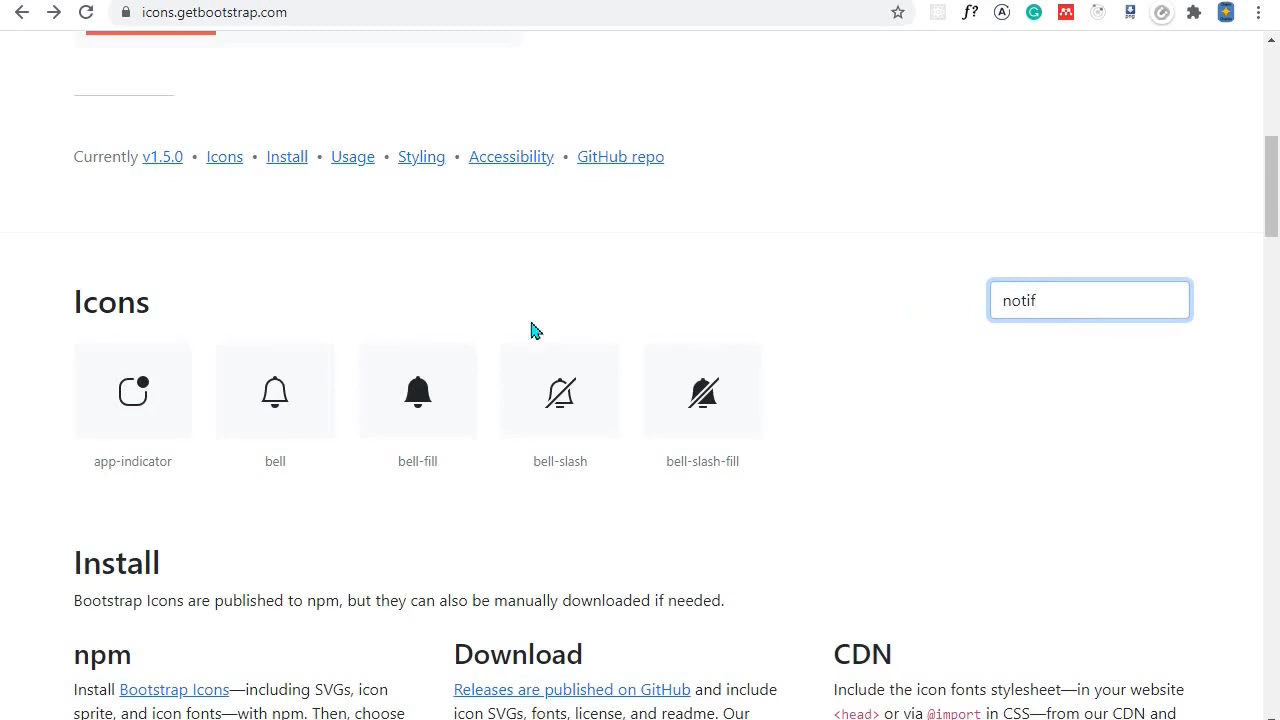 icons.getbootstrap.com
Currently v1.5.0 • Icons • Install • Usage • Styling • Accessibility • GitHub repo
Icons
notif
app-indicator
bell
bell-fill
bell-slash
bell-slash-fill
Install
Bootstrap Icons are published to npm, but they can also be manually downloaded if needed.
npm
Install Bootstrap Icons—including SVGs, icon
sprite, and icon fonts—with npm. Then, choose
Download
Releases are published on GitHub and include
icon SVGs, fonts, license, and readme. Our
CDN
Include the icon fonts stylesheet—in your website
<head> or via @import in CSS—from our CDN and